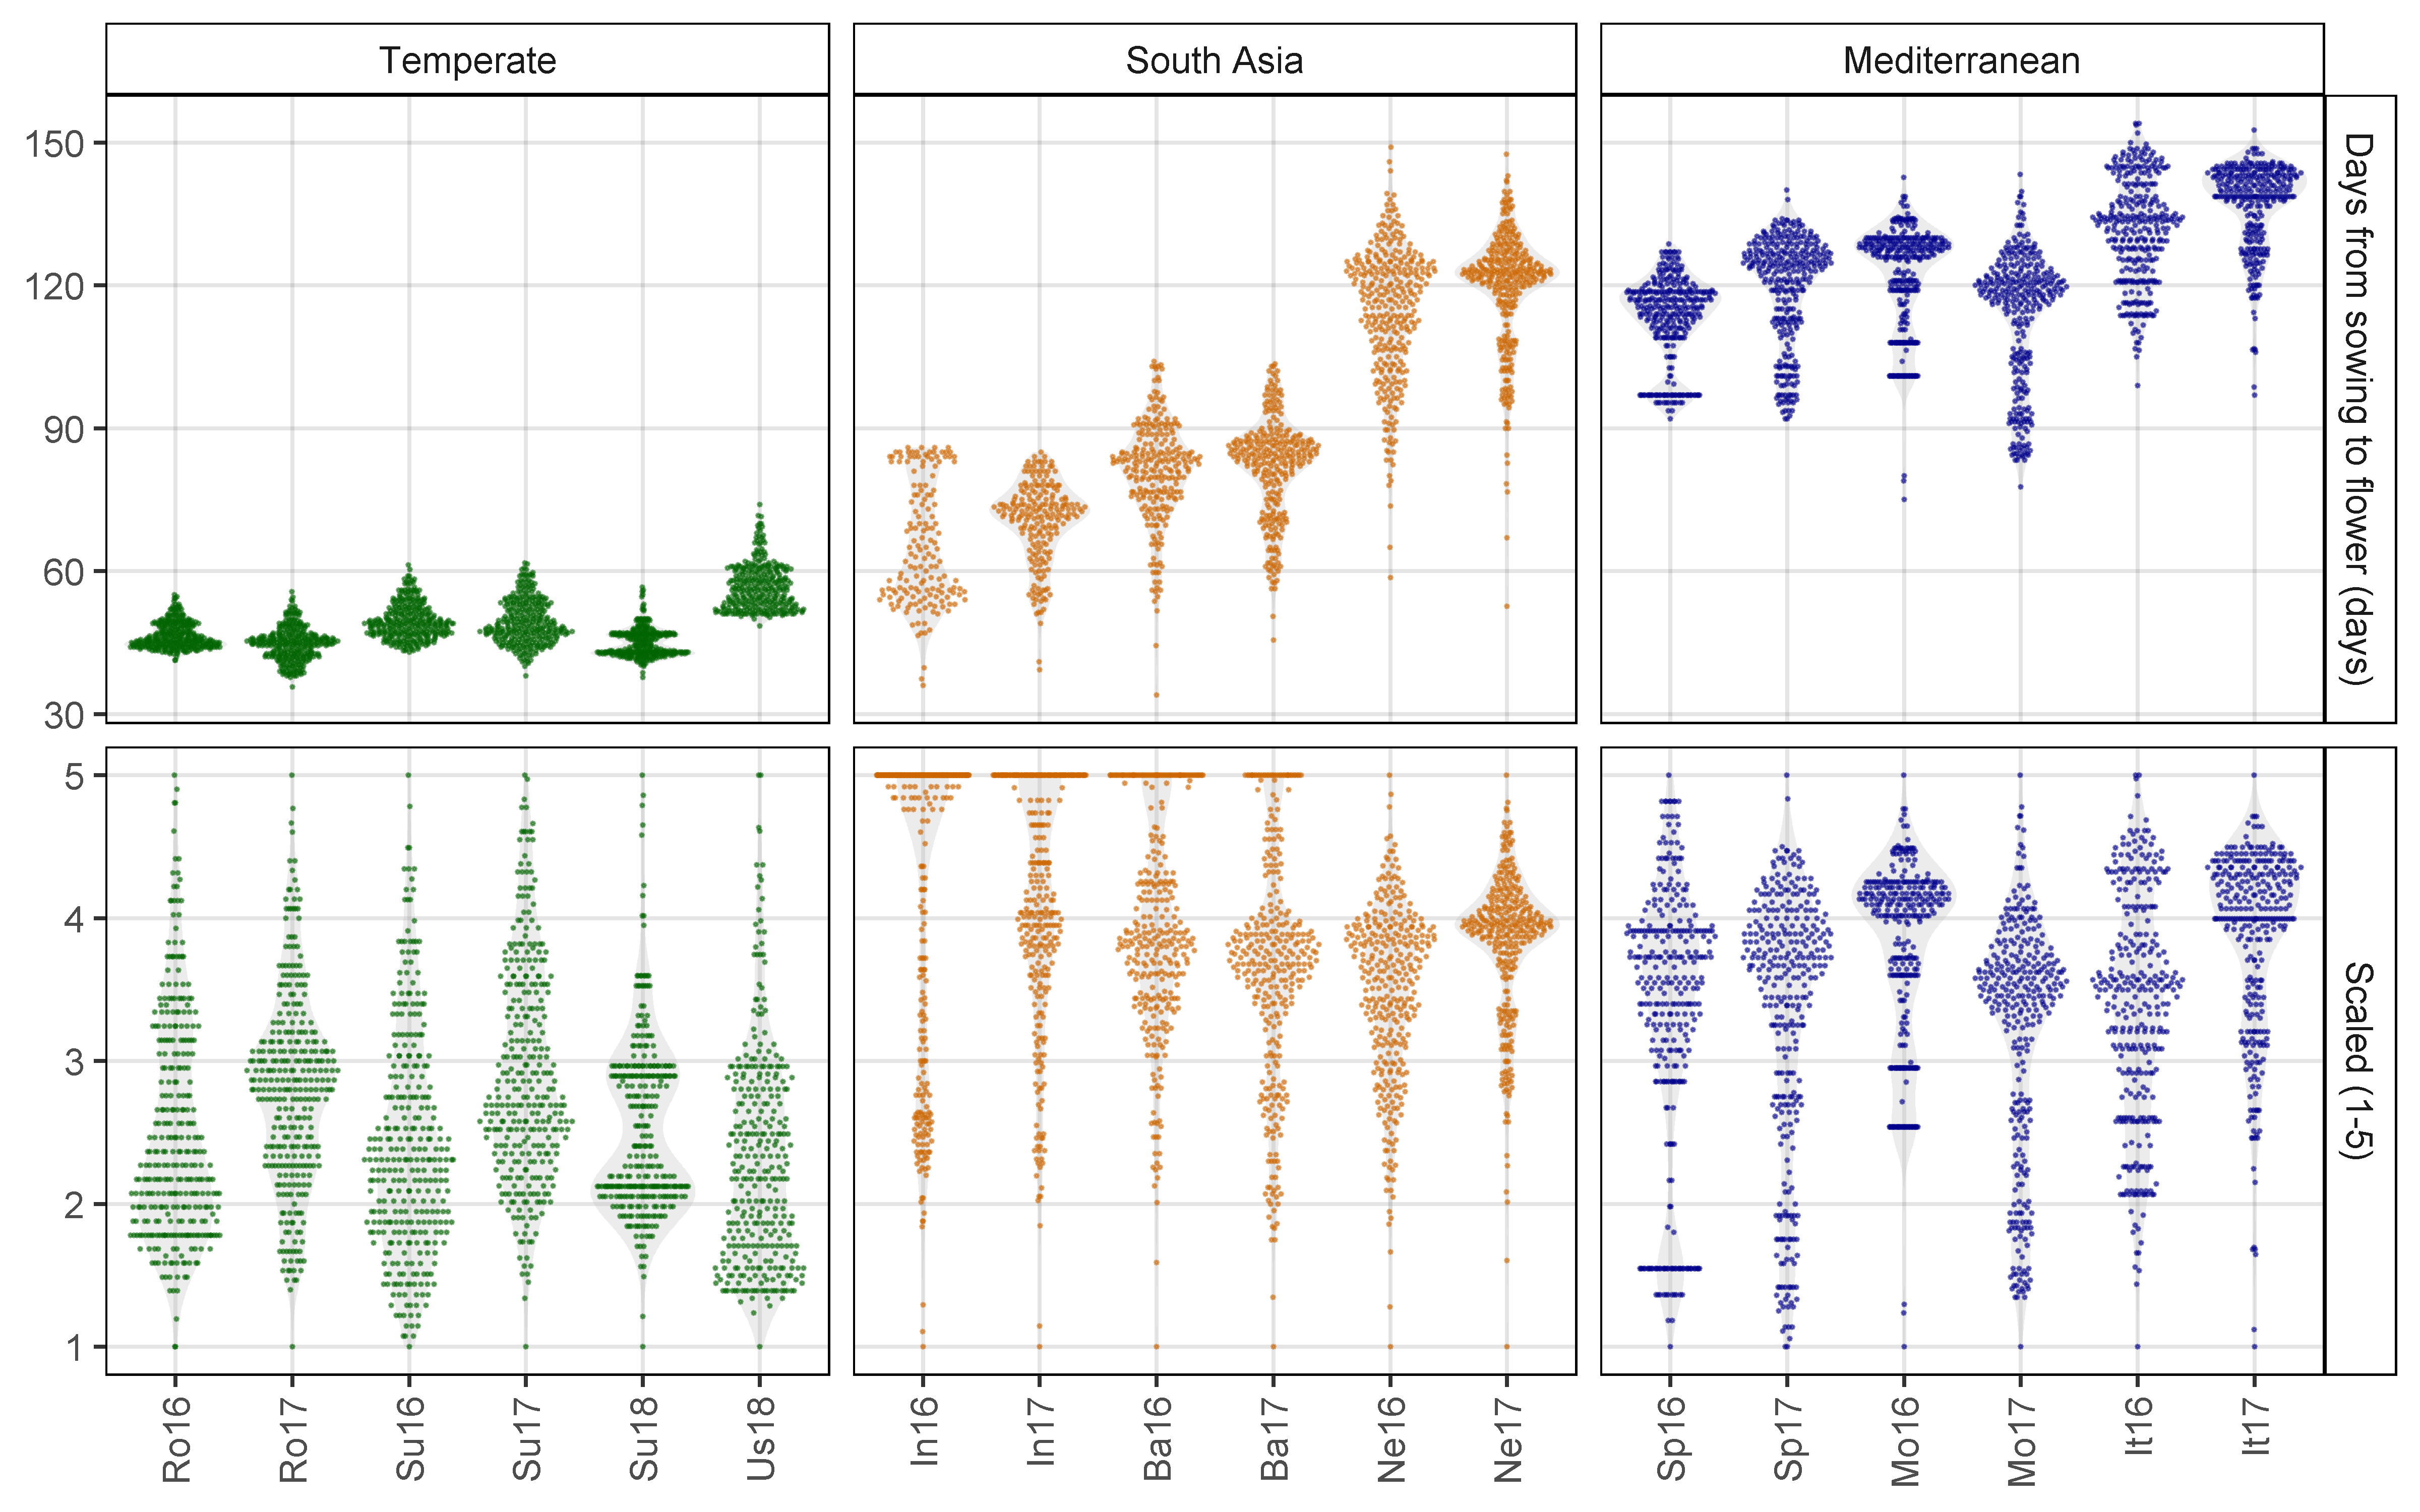 Temperate
South Asia
Mediterranean
150
120
90
60
30
Days from sowing to flower (days)
5
4
3
2
1
Scaled (1-5)
Ro16
Ro17
Su16
Su17
Su18
Us18
In16
In17
Ba16
Ba17
Ne16
Ne17
Sp16
Sp17
Mo16
Mo17
It16
It17